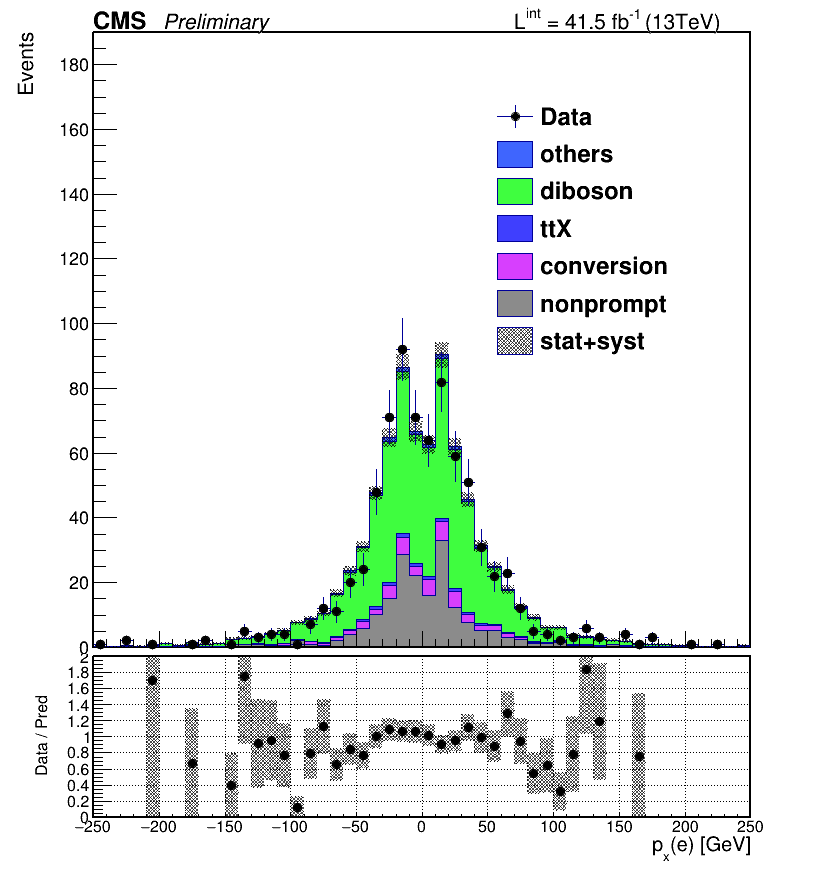 CMS Preliminary L^int = 41.5 fb^-1 (13TeV)
Events
180
160
140
120
100
80
60
40
20
0
Data
others
diboson
ttX
conversion
nonprompt
stat+syst
Data / Pred
2
1.8
1.6
1.4
1.2
1
0.8
0.6
0.4
0.2
0
−250 −200 −150 −100 −50 0 50 100 150 200 250
p_x(e) [GeV]